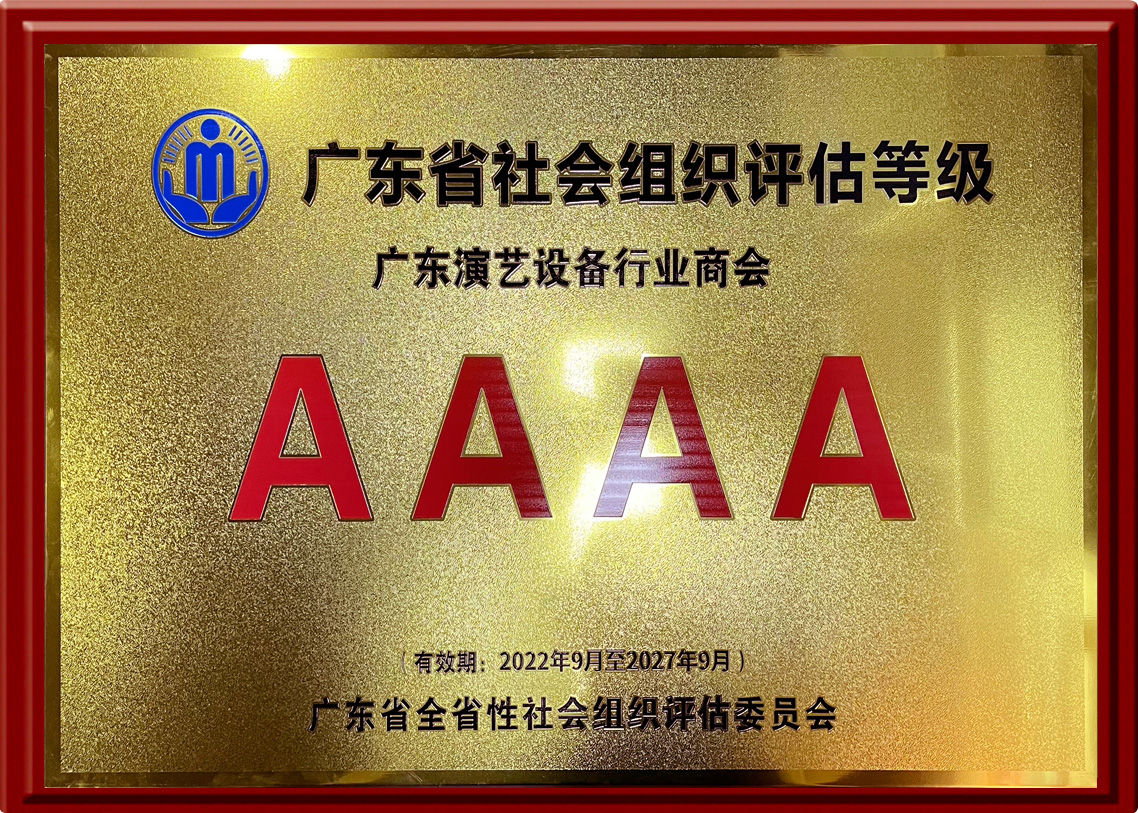 广东省社会组织评估等级
广东演艺设备行业商会
AAAA
（有效期：2022年9月至2027年9月）
广东省全省性社会组织评估委员会